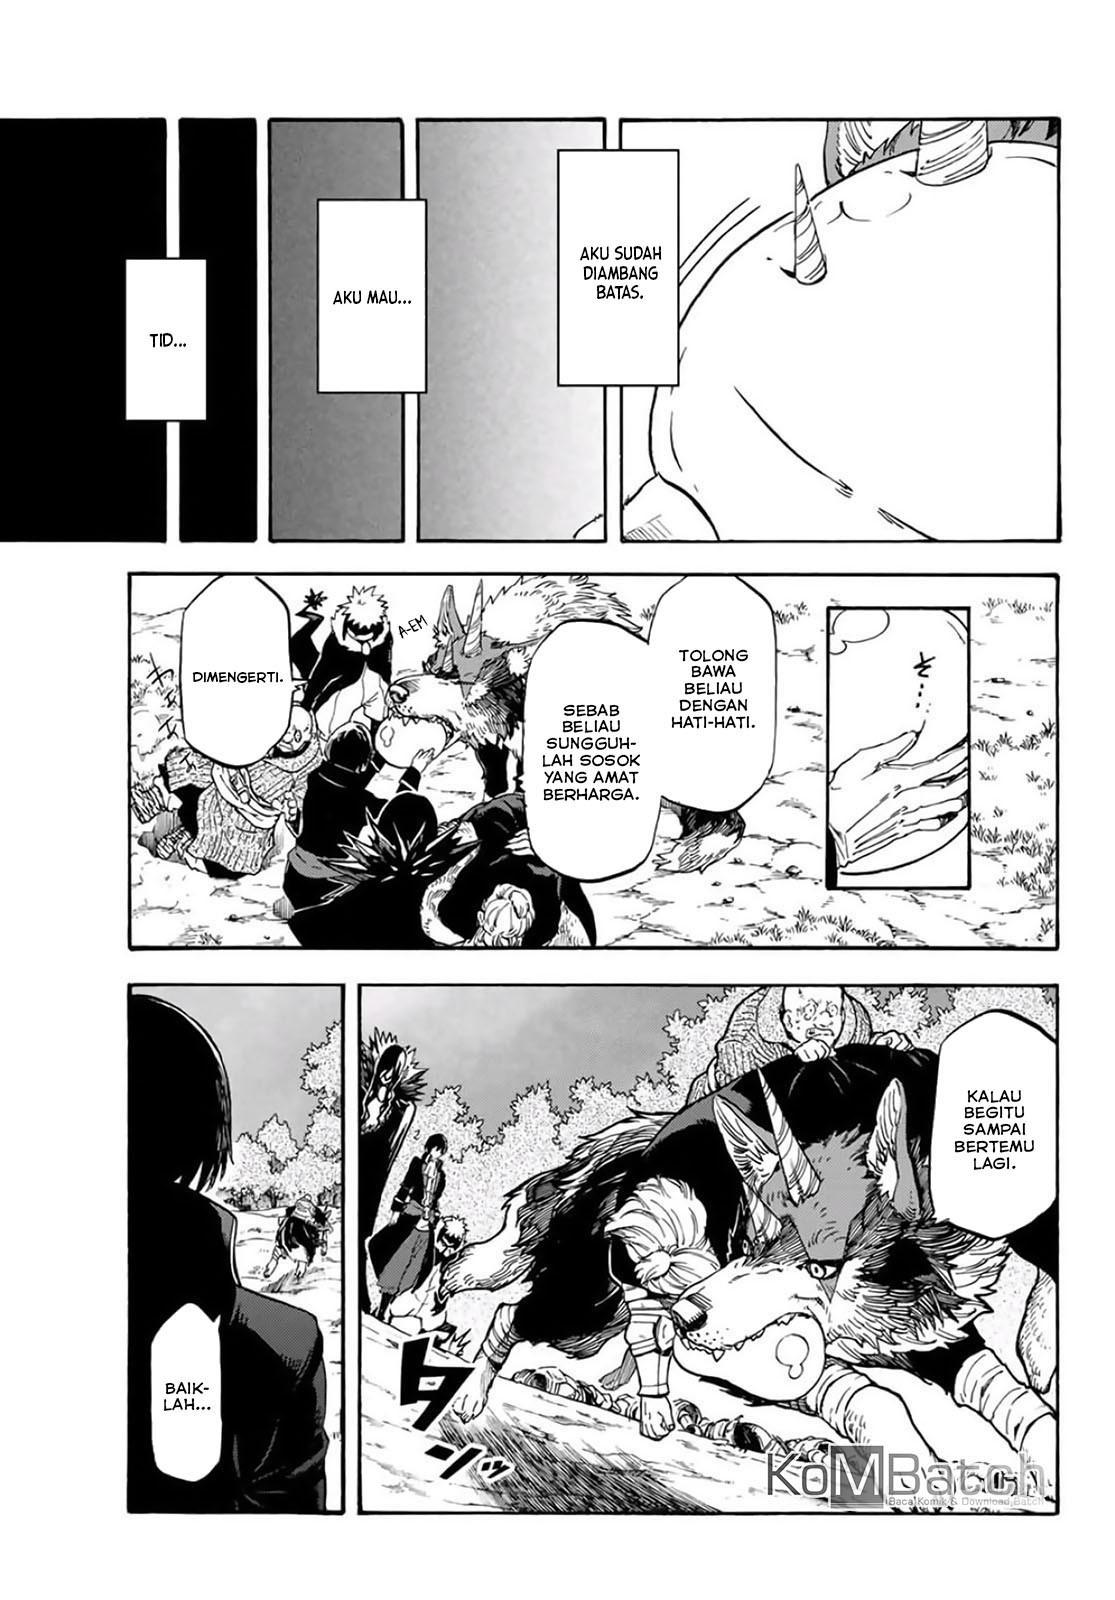 AKU SUDAH
DIAMBANG
BATAS.
AKU MAU...
TID...
TOLONG
BAWA
BELIAU
DENGAN
HATI-HATI.
SEBAB
BELIAU
SUNGGUH-
LAH SOSOK
YANG AMAT
BERHARGA.
A-EM
DIMENGERTI.
KALAU
BEGITU
SAMPAI
BERTEMU
LAGI.
BAIK-
LAH...
KoMBatch
Baca Komik & Download Batch